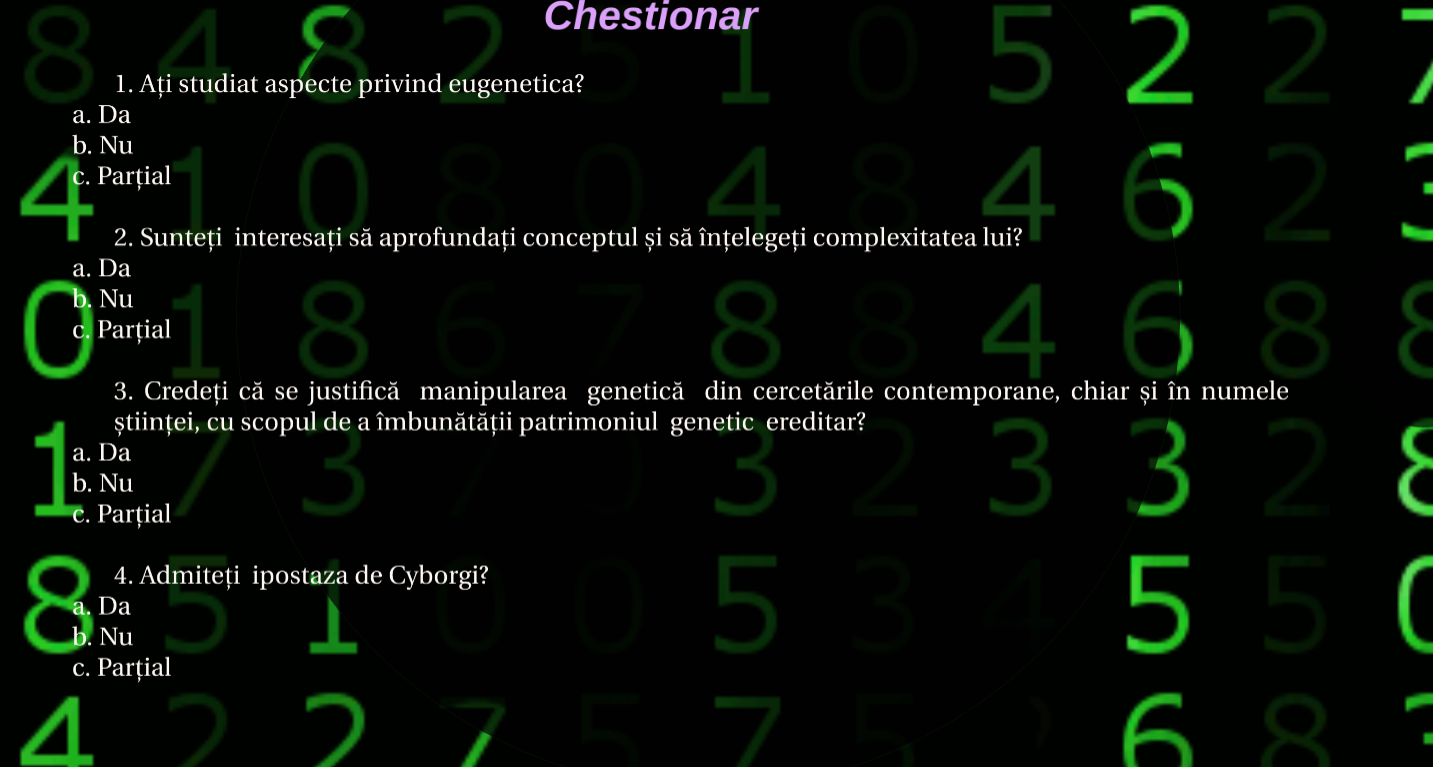 Chestionar
1. Ați studiat aspecte privind eugenetica?
a. Da
b. Nu
c. Parțial
2. Sunteți interesați să aprofundați conceptul și să înțelegeți complexitatea lui?
a. Da
b. Nu
c. Parțial
3. Credeți că se justifică manipularea genetică din cercetările contemporane, chiar și în numele
științei, cu scopul de a îmbunătății patrimoniul genetic ereditar?
a. Da
b. Nu
c. Parțial
4. Admiteți ipostaza de Cyborgi?
a. Da
b. Nu
c. Parțial